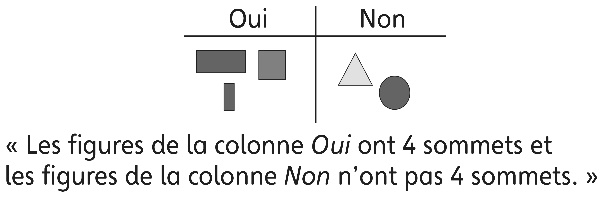 Oui Non
« Les figures de la colonne Oui ont 4 sommets et
les figures de la colonne Non n’ont pas 4 sommets. »